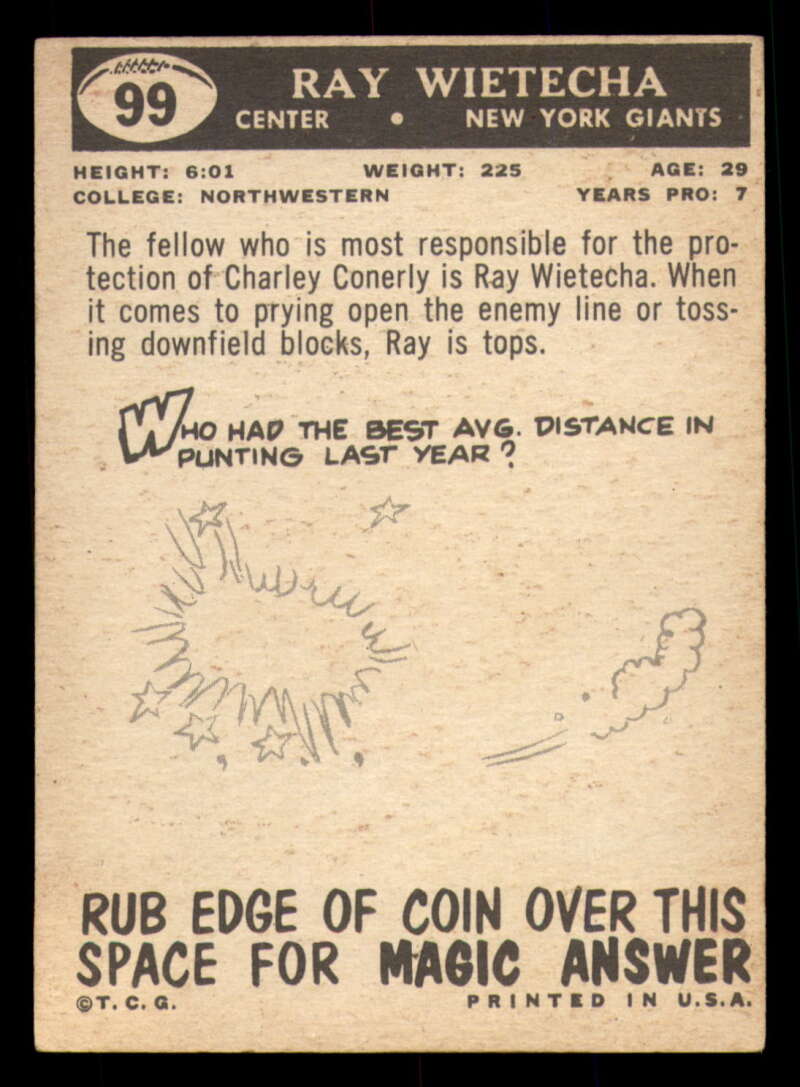 99
RAY WIETECHA
CENTER • NEW YORK GIANTS
HEIGHT: 6:01 WEIGHT: 225 AGE: 29
COLLEGE: NORTHWESTERN YEARS PRO: 7
The fellow who is most responsible for the pro-
tection of Charley Conerly is Ray Wietecha. When
it comes to prying open the enemy line or toss-
ing downfield blocks, Ray is tops.
WHO HAD THE BEST AVG. DISTANCE IN
PUNTING LAST YEAR?
RUB EDGE OF COIN OVER THIS
SPACE FOR MAGIC ANSWER
©T.C.G. PRINTED IN U.S.A.